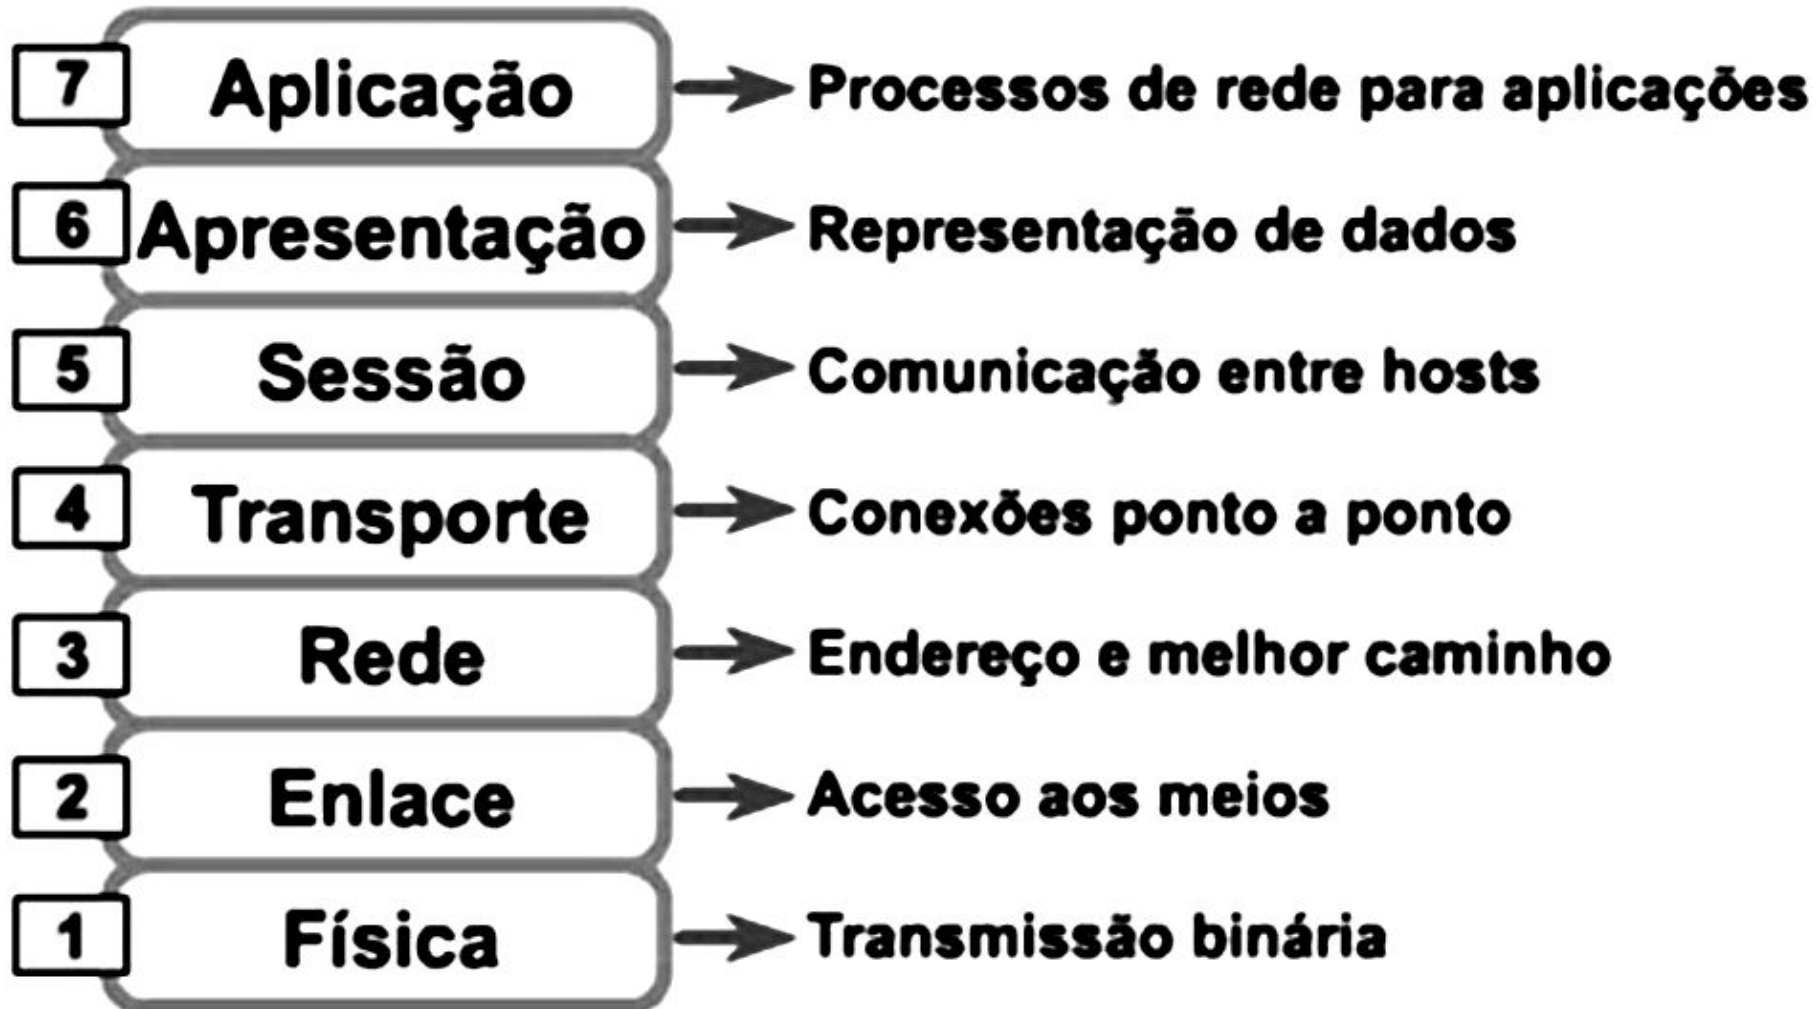 7 Aplicação Processos de rede para aplicações
6 Apresentação Representação de dados
5 Sessão Comunicação entre hosts
4 Transporte Conexões ponto a ponto
3 Rede Endereço e melhor caminho
2 Enlace Acesso aos meios
1 Física Transmissão binária